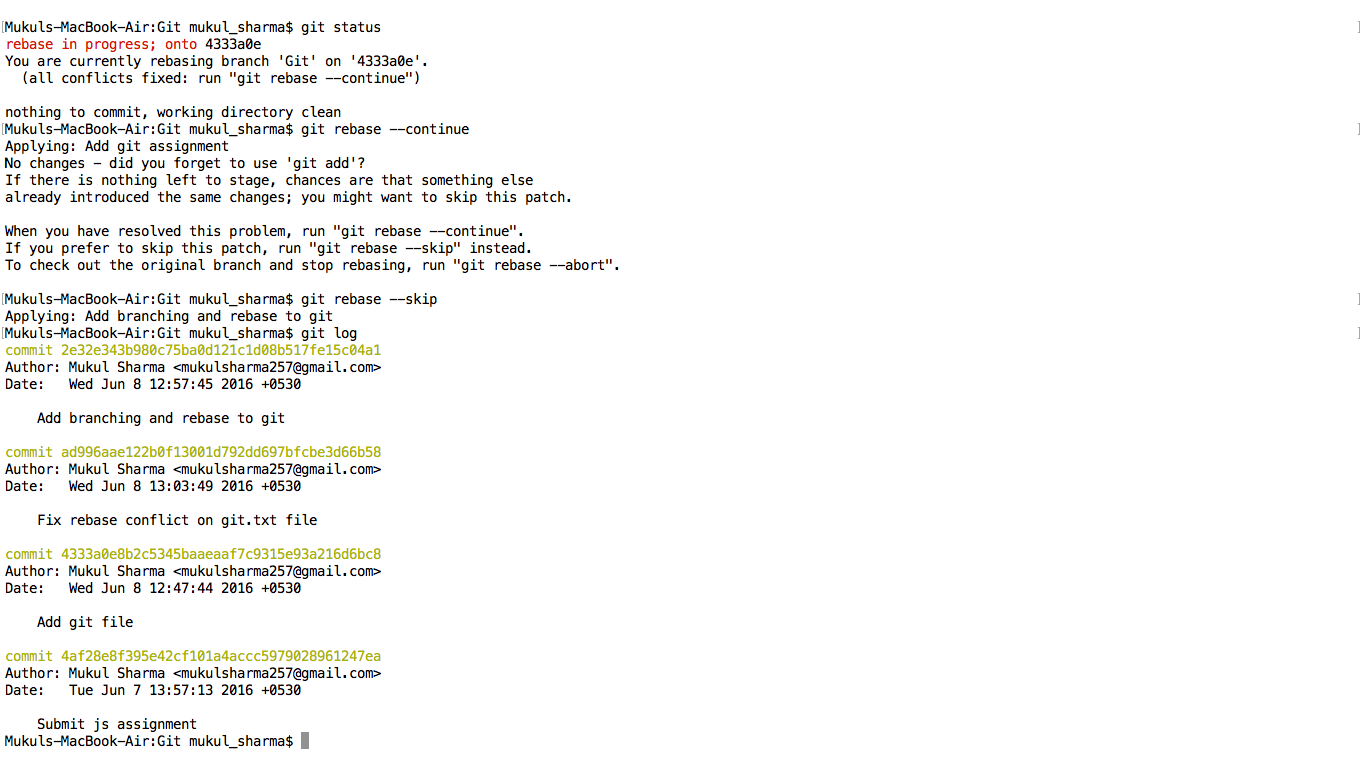 Mukuls-MacBook-Air:Git mukul_sharma$ git status
rebase in progress; onto 4333a0e
You are currently rebasing branch 'Git' on '4333a0e'.
  (all conflicts fixed: run "git rebase --continue")

nothing to commit, working directory clean
Mukuls-MacBook-Air:Git mukul_sharma$ git rebase --continue
Applying: Add git assignment
No changes - did you forget to use 'git add'?
If there is nothing left to stage, chances are that something else
already introduced the same changes; you might want to skip this patch.

When you have resolved this problem, run "git rebase --continue".
If you prefer to skip this patch, run "git rebase --skip" instead.
To check out the original branch and stop rebasing, run "git rebase --abort".

Mukuls-MacBook-Air:Git mukul_sharma$ git rebase --skip
Applying: Add branching and rebase to git
Mukuls-MacBook-Air:Git mukul_sharma$ git log
commit 2e32e343b980c75ba0d121c1d08b517fe15c04a1
Author: Mukul Sharma <mukulsharma257@gmail.com>
Date:   Wed Jun 8 12:57:45 2016 +0530

    Add branching and rebase to git

commit ad996aae122b0f13001d792dd697bfcbe3d66b58
Author: Mukul Sharma <mukulsharma257@gmail.com>
Date:   Wed Jun 8 13:03:49 2016 +0530

    Fix rebase conflict on git.txt file

commit 4333a0e8b2c5345baaeaaf7c9315e93a216d6bc8
Author: Mukul Sharma <mukulsharma257@gmail.com>
Date:   Wed Jun 8 12:47:44 2016 +0530

    Add git file

commit 4af28e8f395e42cf101a4accc5979028961247ea
Author: Mukul Sharma <mukulsharma257@gmail.com>
Date:   Tue Jun 7 13:57:13 2016 +0530

    Submit js assignment
Mukuls-MacBook-Air:Git mukul_sharma$